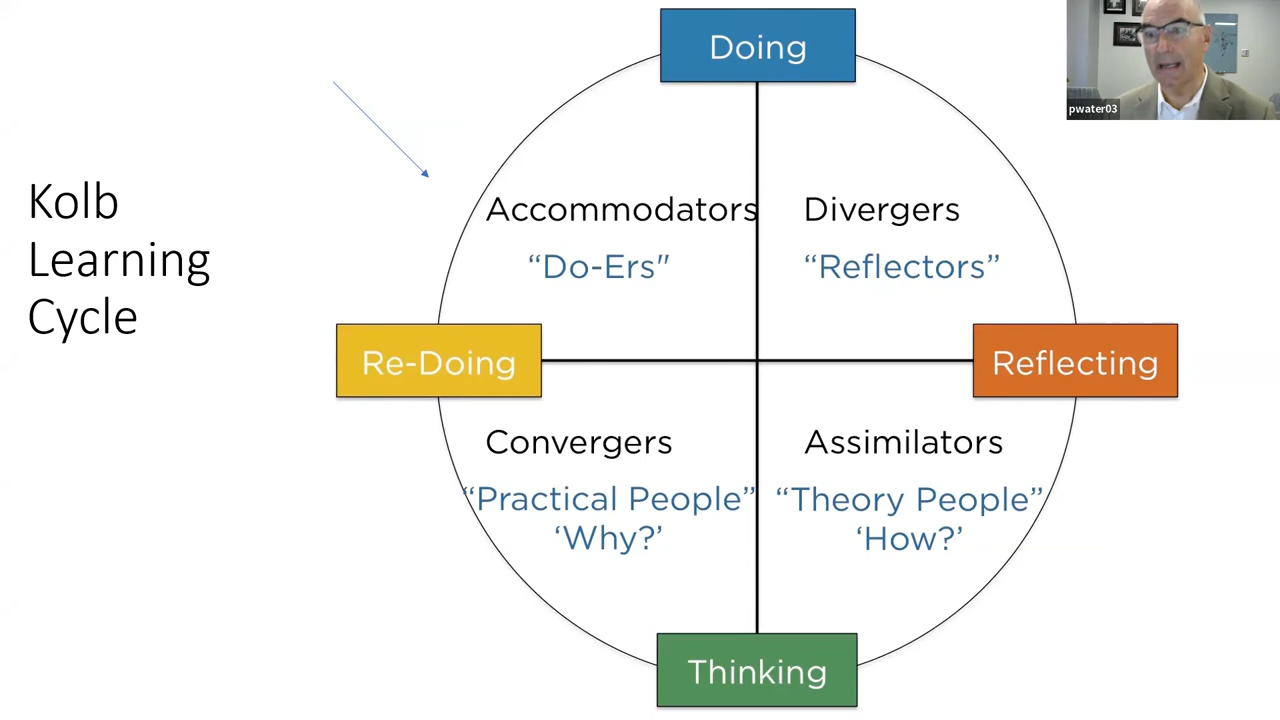 Doing
pwater03
Kolb
Learning
Cycle
Accommodators
“Do-Ers"
Divergers
“Reflectors”
Re-Doing
Reflecting
Convergers
“Practical People”
‘Why?’
Assimilators
“Theory People”
‘How?’
Thinking